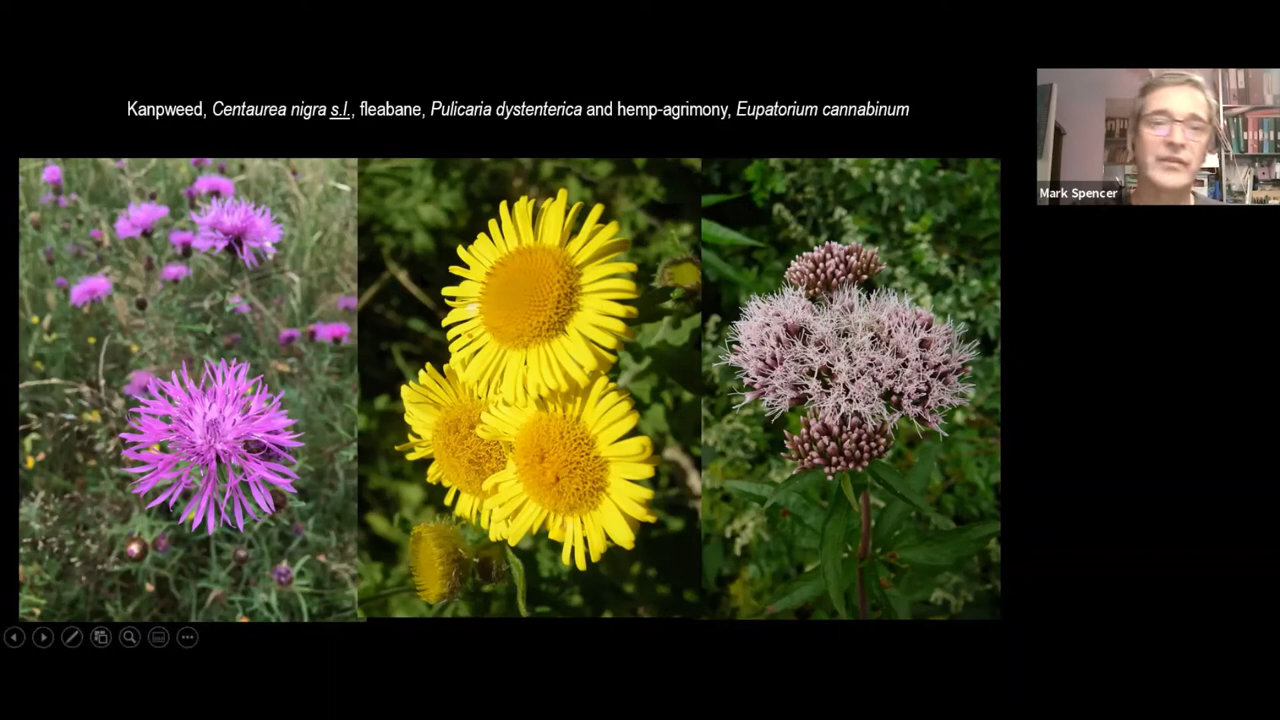 Kanpweed, Centaurea nigra s.l., fleabane, Pulicaria dystenterica and hemp-agrimony, Eupatorium cannabinum
Mark Spencer